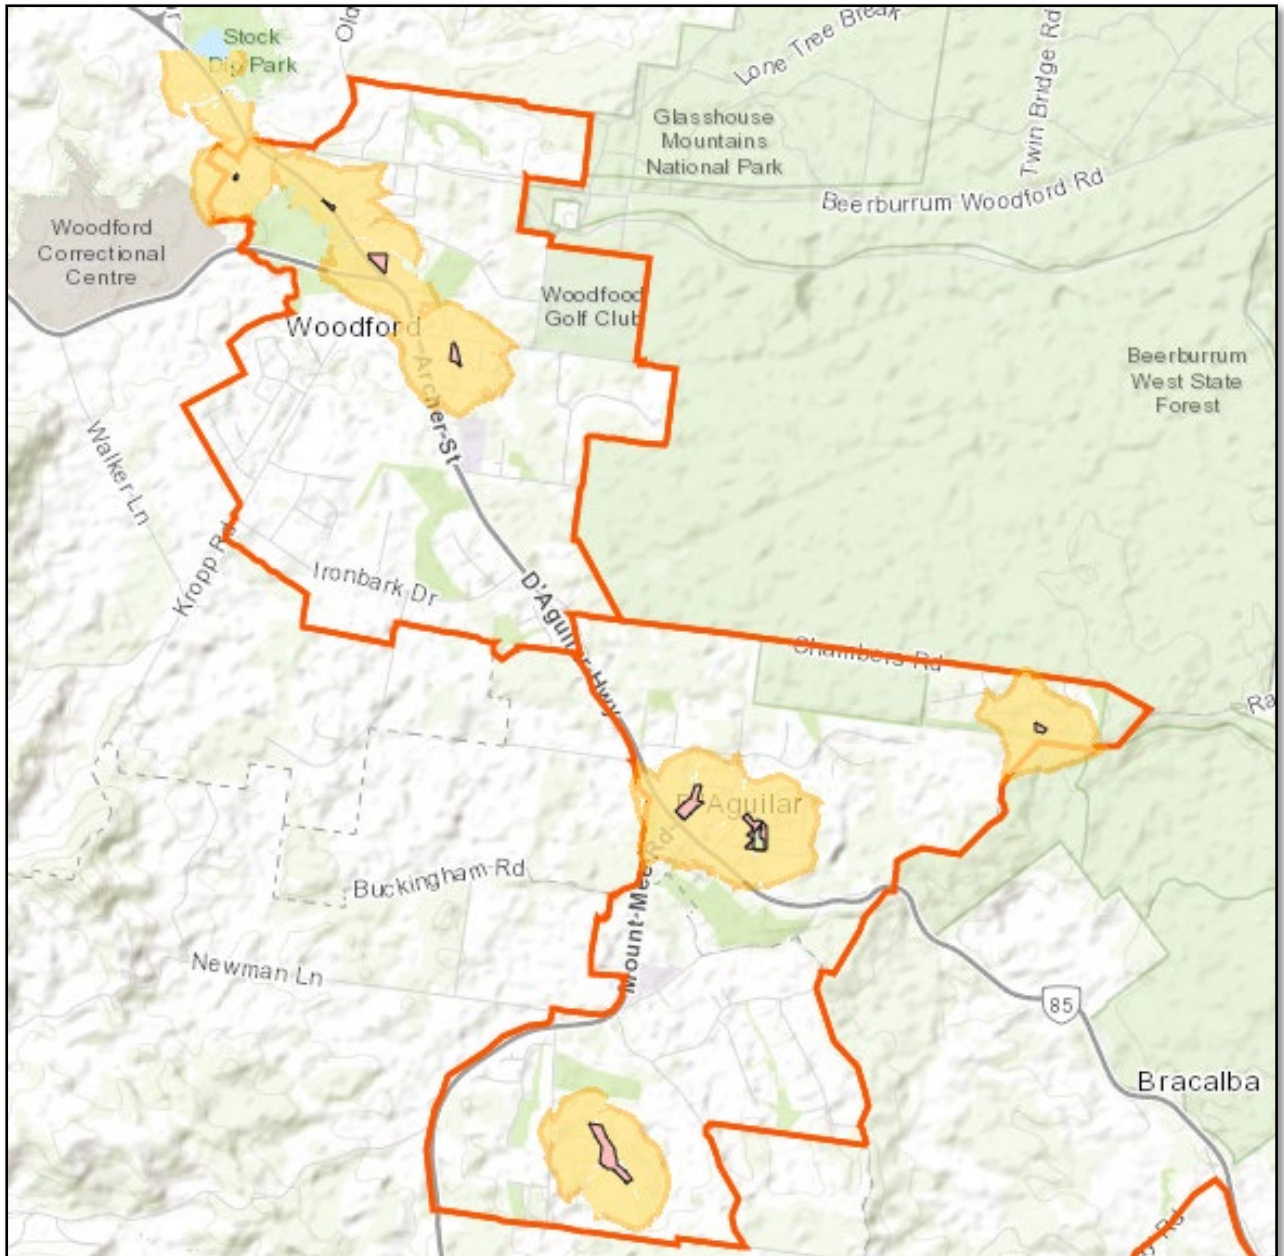 Old
Stock
Dip Park
Lone Tree Break
Twin Bridge Rd
Glasshouse
Mountains
National Park
Beerburrum Woodford Rd
Woodford
Correctional
Centre
Woodfood
Golf Club
Woodford
Beerburrum
West State
Forest
Archer-St
Walker-Ln
Kropp Rd
Ironbark Dr
D'Aguilar-Hwy
Chambers Rd
Ra
D'Aguilar
Buckingham-Rd
Mount-Mee-Rd
Newman Ln
85
Bracalba
Rd